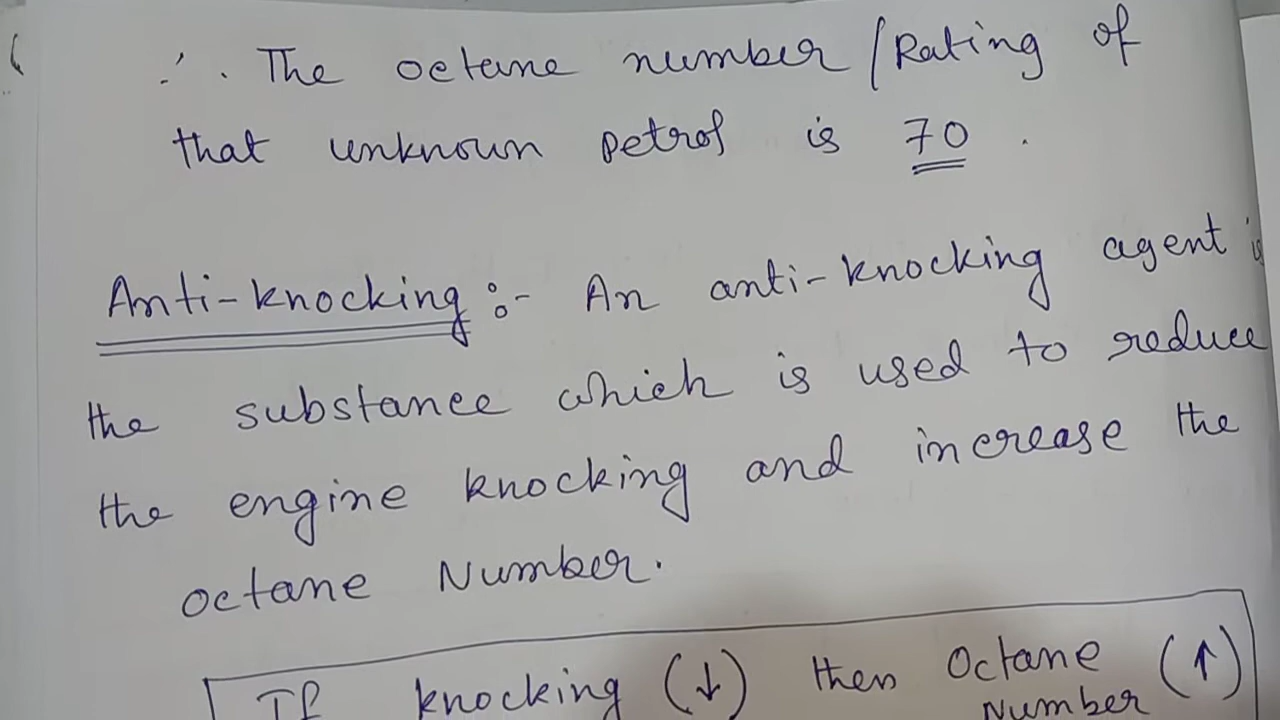 ∴ The octane number / Rating of
that unknown petrol is 70.
Anti-knocking :- An anti-knocking agent is
the substance which is used to reduce
the engine knocking and increase the
octane Number.
If knocking (↓) then Octane Number (↑)